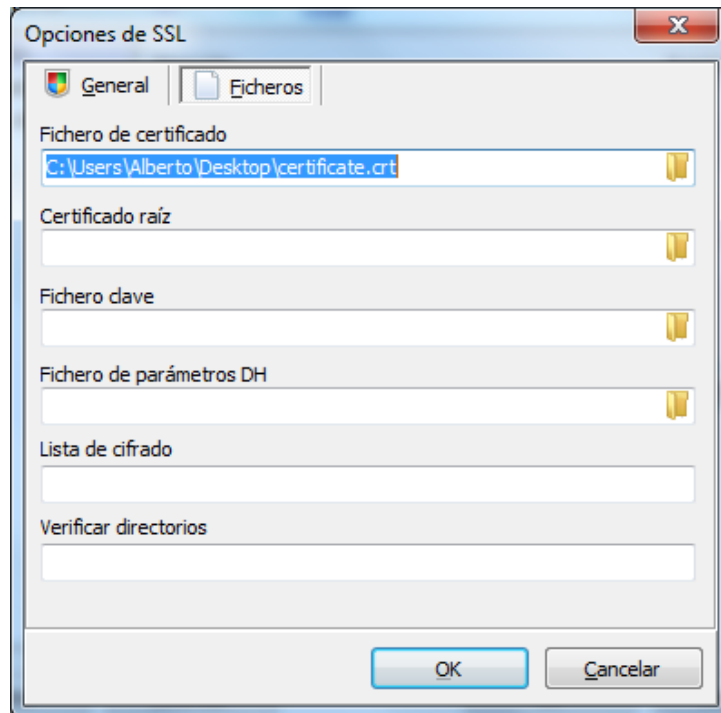 Opciones de SSL
General Ficheros
Fichero de certificado
C:\Users\Alberto\Desktop\certificate.crt
Certificado raíz
Fichero clave
Fichero de parámetros DH
Lista de cifrado
Verificar directorios
OK Cancelar